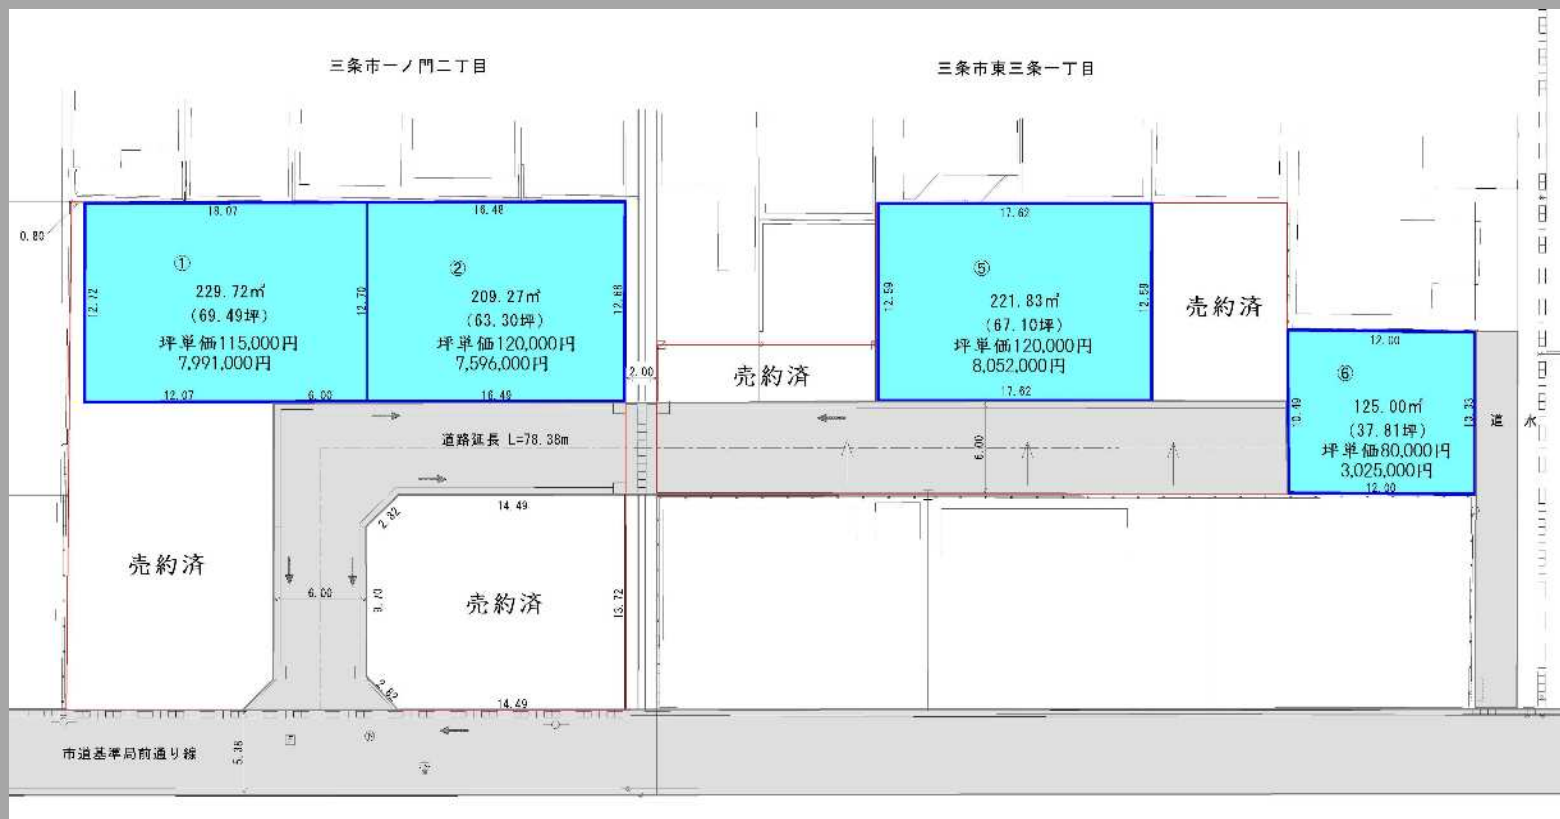 三条市一ノ門二丁目
三条市東三条一丁目
0.80
18.07
16.48
17.62
①
229.72㎡
(69.49坪)
坪単価115,000円
7,991,000円
12.72
12.70
12.07
6.00
②
209.27㎡
(63.30坪)
坪単価120,000円
7,596,000円
12.68
16.49
2.00
売約済
⑤
221.83㎡
(67.10坪)
坪単価120,000円
8,052,000円
12.59
12.59
17.62
売約済
12.00
⑥
125.00㎡
(37.81坪)
坪単価80,000円
3,025,000円
10.49
12.00
道
水
道路延長 L=78.38m
6.00
14.49
2.82
売約済
6.00
9.70
売約済
13.72
2.82
14.49
市道基準局前通り線
5.38